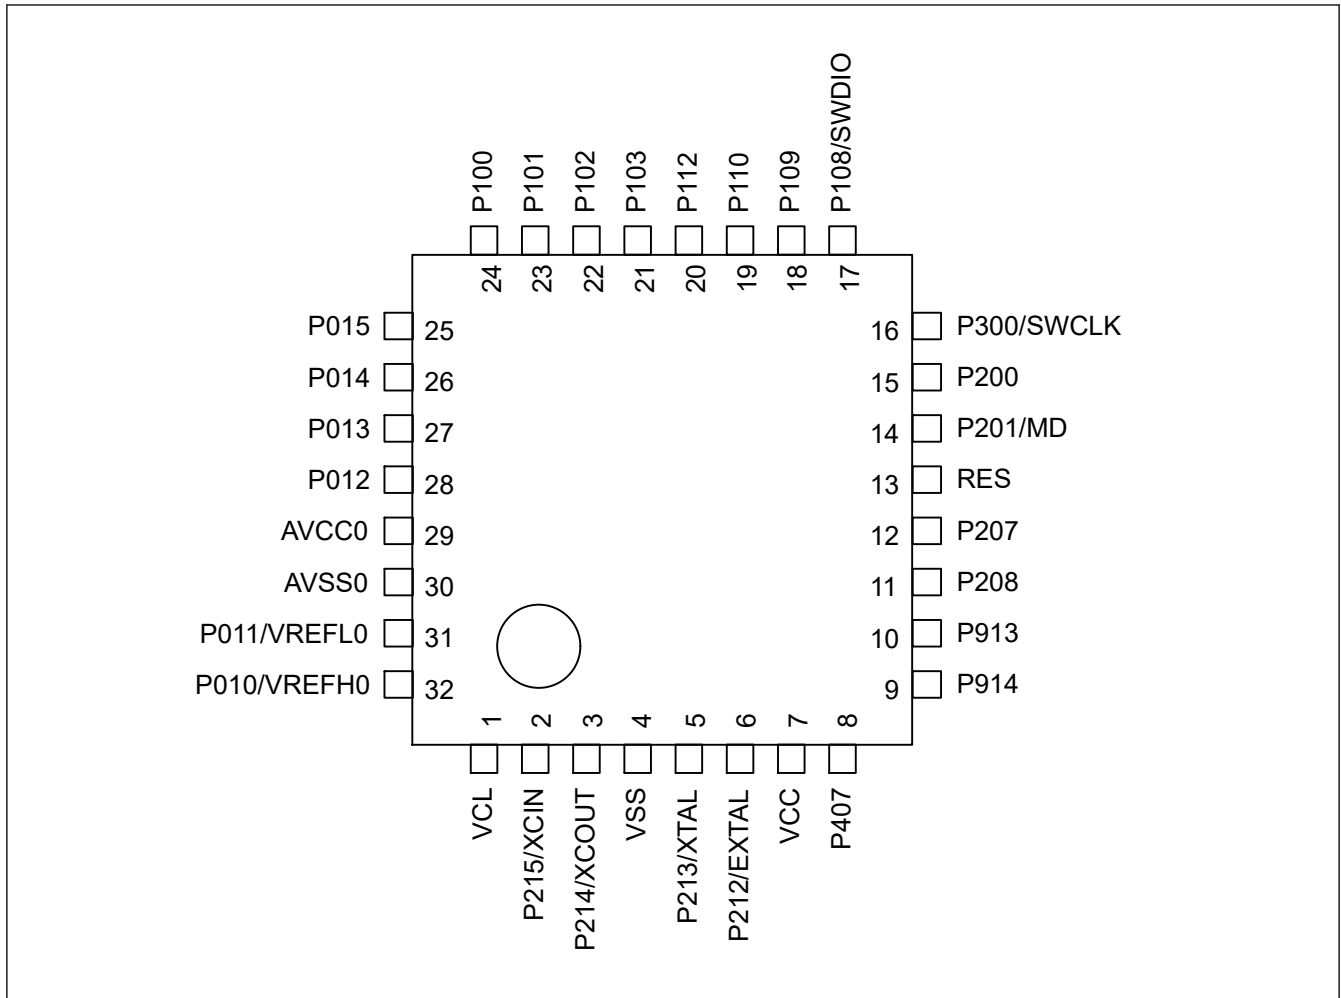 P100
P101
P102
P103
P112
P110
P109
P108/SWDIO
24
23
22
21
20
19
18
17
P015 25
P014 26
P013 27
P012 28
AVCC0 29
AVSS0 30
P011/VREFL0 31
P010/VREFH0 32
16 P300/SWCLK
15 P200
14 P201/MD
13 RES
12 P207
11 P208
10 P913
9 P914
1
2
3
4
5
6
7
8
VCL
P215/XCIN
P214/XCOUT
VSS
P213/XTAL
P212/EXTAL
VCC
P407